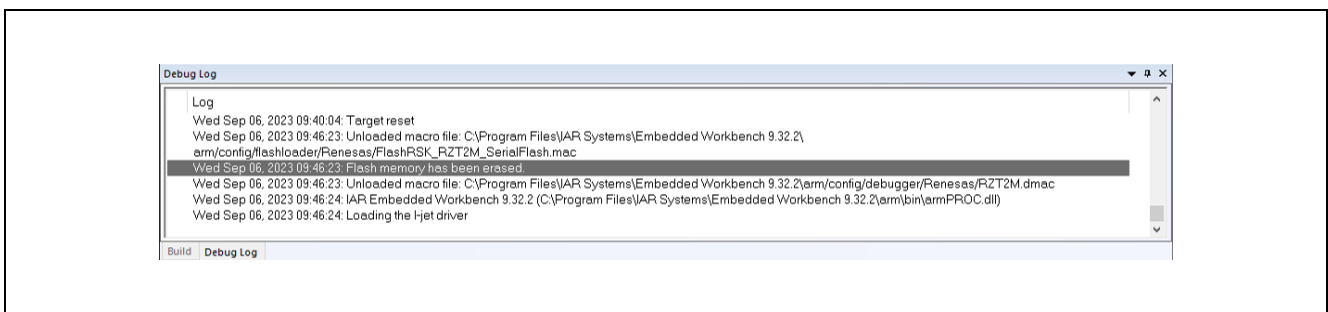 Debug Log
Log
Wed Sep 06, 2023 09:40:04: Target reset
Wed Sep 06, 2023 09:46:23: Unloaded macro file: C:\Program Files\IAR Systems\Embedded Workbench 9.32.2\
arm/config/flashloader/Renesas/FlashRSK_RZT2M_SerialFlash.mac
Wed Sep 06, 2023 09:46:23: Flash memory has been erased.
Wed Sep 06, 2023 09:46:23: Unloaded macro file: C:\Program Files\IAR Systems\Embedded Workbench 9.32.2\arm/config/debugger/Renesas/RZT2M.dmac
Wed Sep 06, 2023 09:46:24: IAR Embedded Workbench 9.32.2 (C:\Program Files\IAR Systems\Embedded Workbench 9.32.2\arm\bin\armPROC.dll)
Wed Sep 06, 2023 09:46:24: Loading the I-jet driver
Build Debug Log